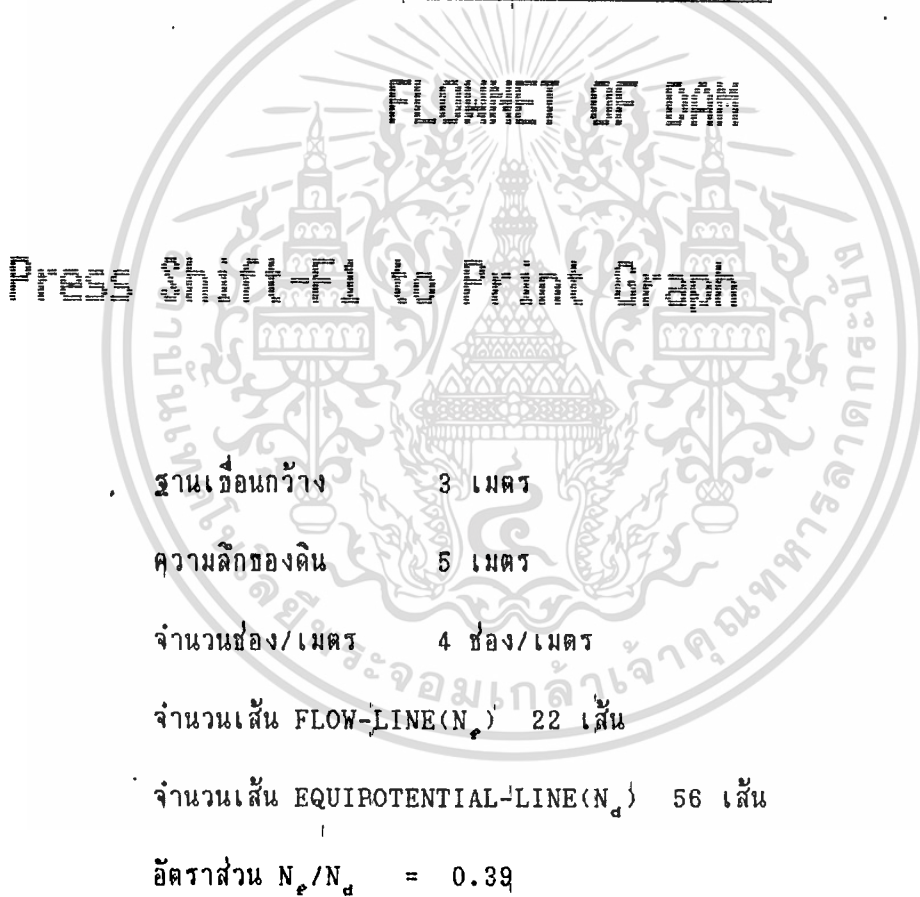 FLOWNET OF DAM
Press Shift-F1 to Print Graph
ฐานเขื่อนกว้าง 3 เมตร
ความลึกของดิน 5 เมตร
จำนวนช่อง/เมตร 4 ช่อง/เมตร
จำนวนเส้น FLOW-LINE(N_f) 22 เส้น
จำนวนเส้น EQUIPOTENTIAL-LINE(N_d) 56 เส้น
อัตราส่วน N_f/N_d = 0.39